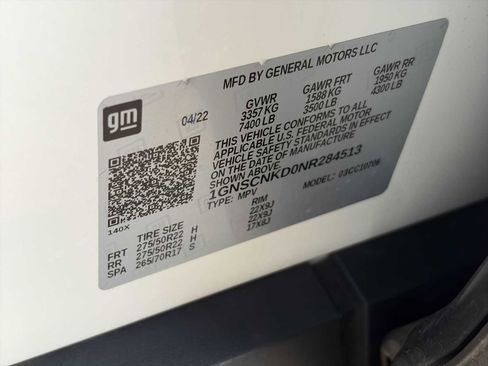 MFD BY GENERAL MOTORS LLC
gm
04/22
GVWR
3357 KG
7400 LB
GAWR FRT
1588 KG
3500 LB
GAWR RR
1950 KG
4300 LB
THIS VEHICLE CONFORMS TO ALL
APPLICABLE U.S. FEDERAL MOTOR
VEHICLE SAFETY STANDARDS IN EFFECT
ON THE DATE OF MANUFACTURE SHOWN ABOVE.
1GNSCNKD0NR284513
TYPE: MPV
MODEL: 03CC10706
140X
TIRE SIZE RIM
FRT 275/50R22 H 22X9J
RR 275/50R22 H 22X9J
SPA 265/70R17 S 17X8J